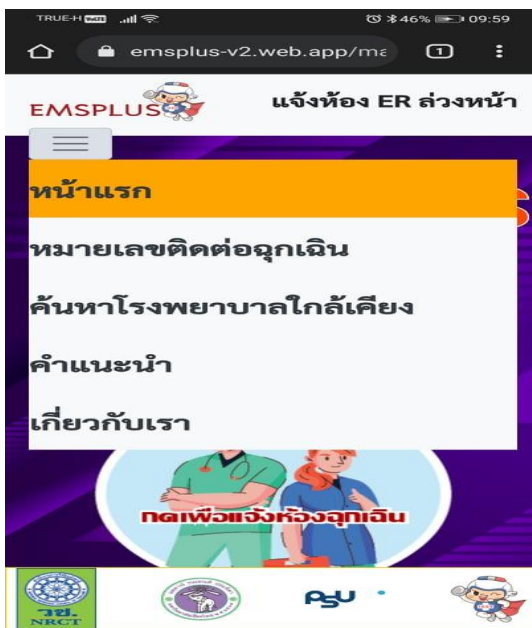 TRUE-H VoLTE 46% 09:59
emsplus-v2.web.app/ma 1
EMSPLUS
แจ้งห้อง ER ล่วงหน้า
หน้าแรก
หมายเลขติดต่อฉุกเฉิน
ค้นหาโรงพยาบาลใกล้เคียง
คำแนะนำ
เกี่ยวกับเรา
กดเพื่อแจ้งห้องฉุกเฉิน
วช.
NRCT
PSU